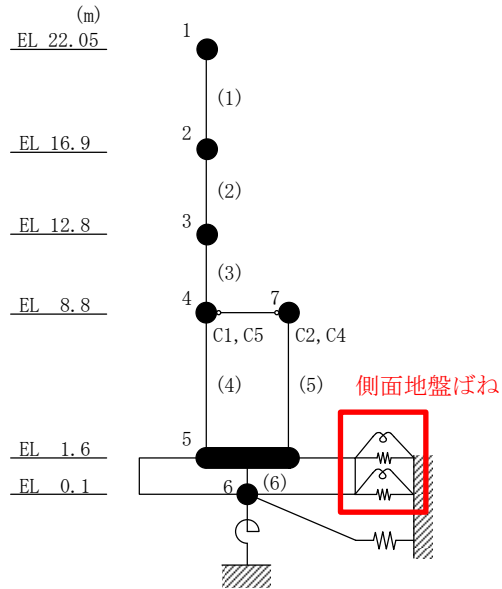 (m)
1
EL 22.05
(1)
2
EL 16.9
(2)
3
EL 12.8
(3)
4 7
EL 8.8
C1,C5 C2,C4
(4) (5) 側面地盤ばね
5
EL 1.6
6 (6)
EL 0.1